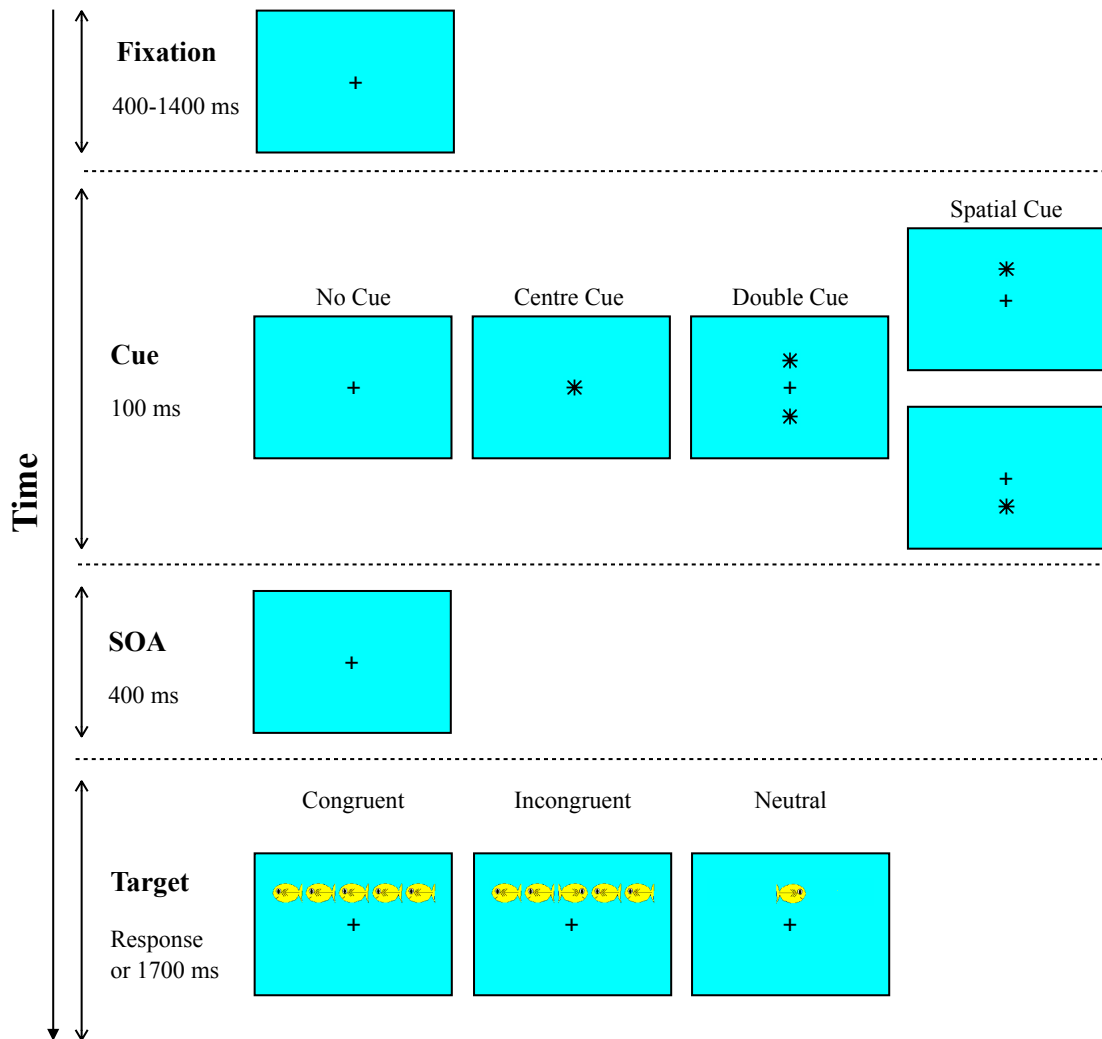 Time
Fixation
400-1400 ms
Spatial Cue
No Cue
Centre Cue
Double Cue
Cue
100 ms
SOA
400 ms
Congruent
Incongruent
Neutral
Target
Response
or 1700 ms